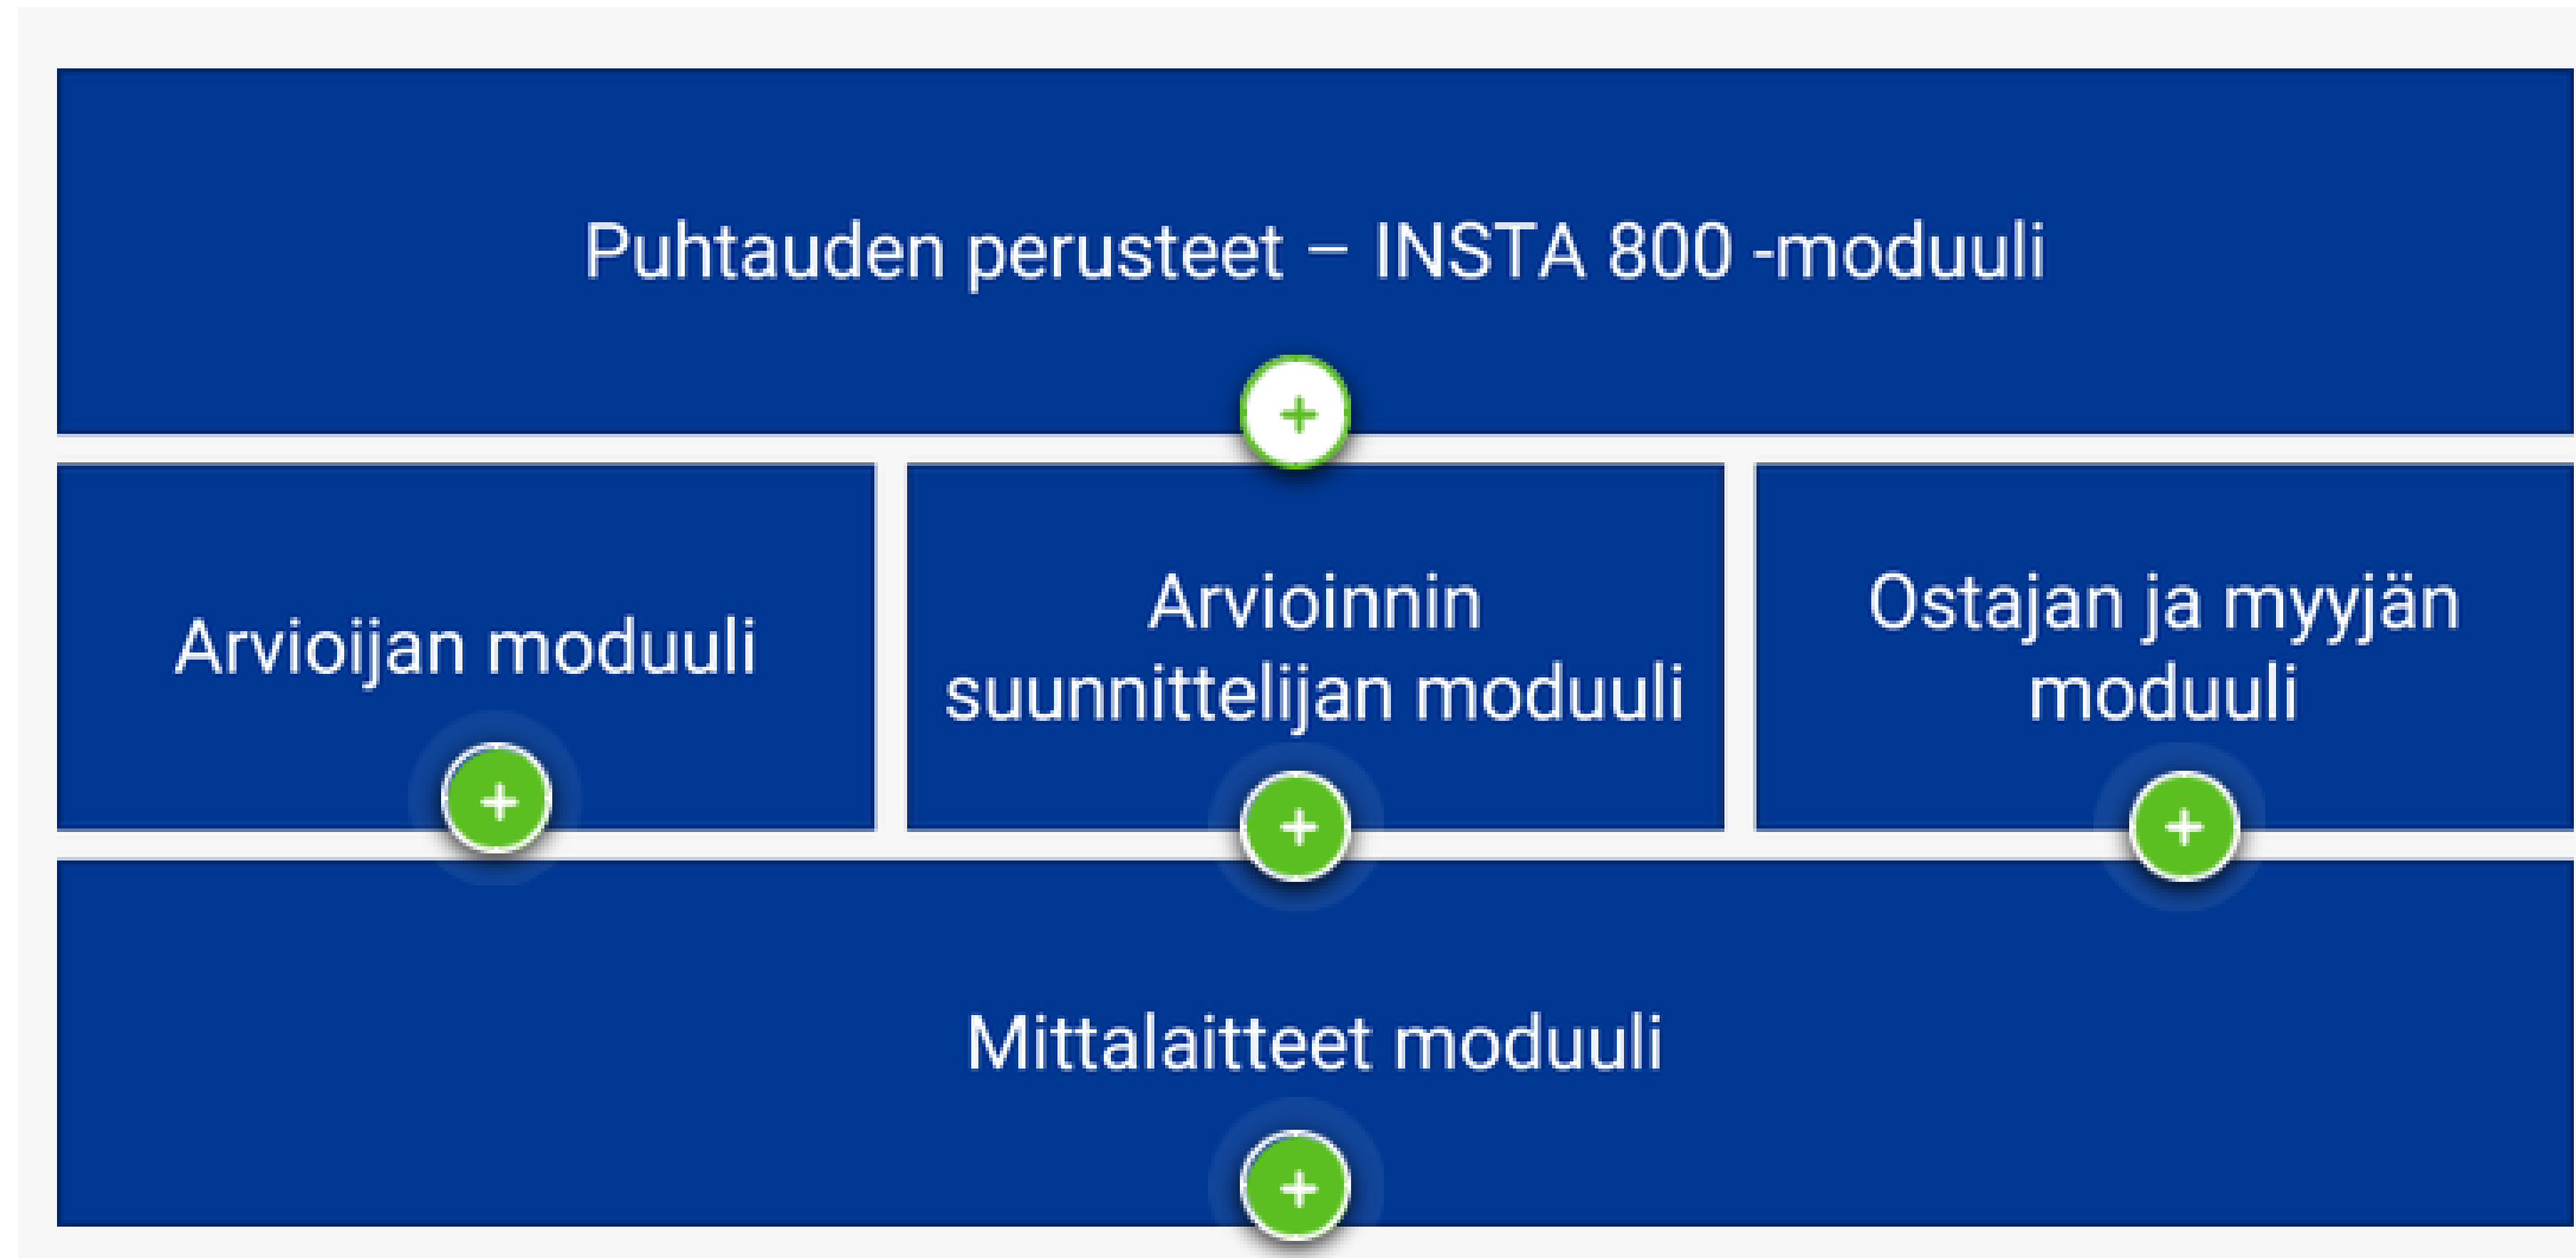 Puhtauden perusteet – INSTA 800 -moduuli
+
Arvioijan moduuli
+
Arvioinnin
suunnittelijan moduuli
+
Ostajan ja myyjän
moduuli
+
Mittalaitteet moduuli
+